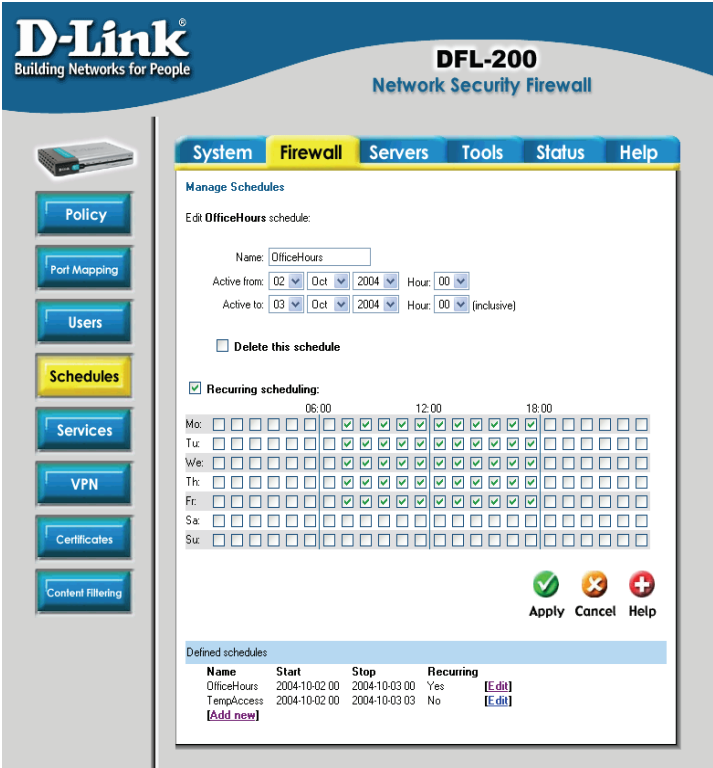 D-Link®
Building Networks for People
DFL-200
Network Security Firewall
System Firewall Servers Tools Status Help
Policy
Port Mapping
Users
Schedules
Services
VPN
Certificates
Content Filtering
Manage Schedules
Edit OfficeHours schedule:
Name: OfficeHours
Active from: 02 Oct 2004 Hour: 00
Active to: 03 Oct 2004 Hour: 00 (inclusive)
Delete this schedule
Recurring scheduling:
06:00 12:00 18:00
Mo:
Tu:
We:
Th:
Fr:
Sa:
Su:
Apply Cancel Help
Defined schedules
Name Start Stop Recurring
OfficeHours 2004-10-02 00 2004-10-03 00 Yes [Edit]
TempAccess 2004-10-02 00 2004-10-03 03 No [Edit]
[Add new]